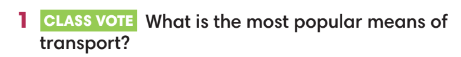 1 CLASS VOTE What is the most popular means of
transport?